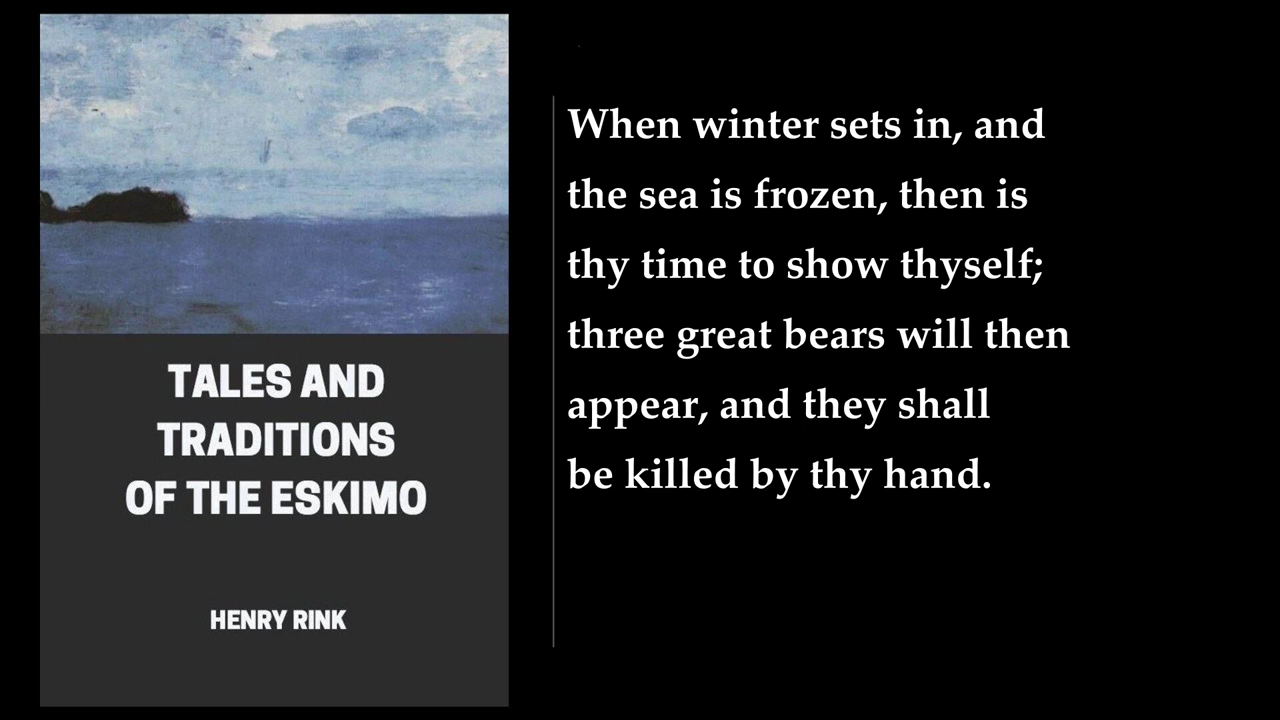 TALES AND
TRADITIONS
OF THE ESKIMO
HENRY RINK
When winter sets in, and
the sea is frozen, then is
thy time to show thyself;
three great bears will then
appear, and they shall
be killed by thy hand.